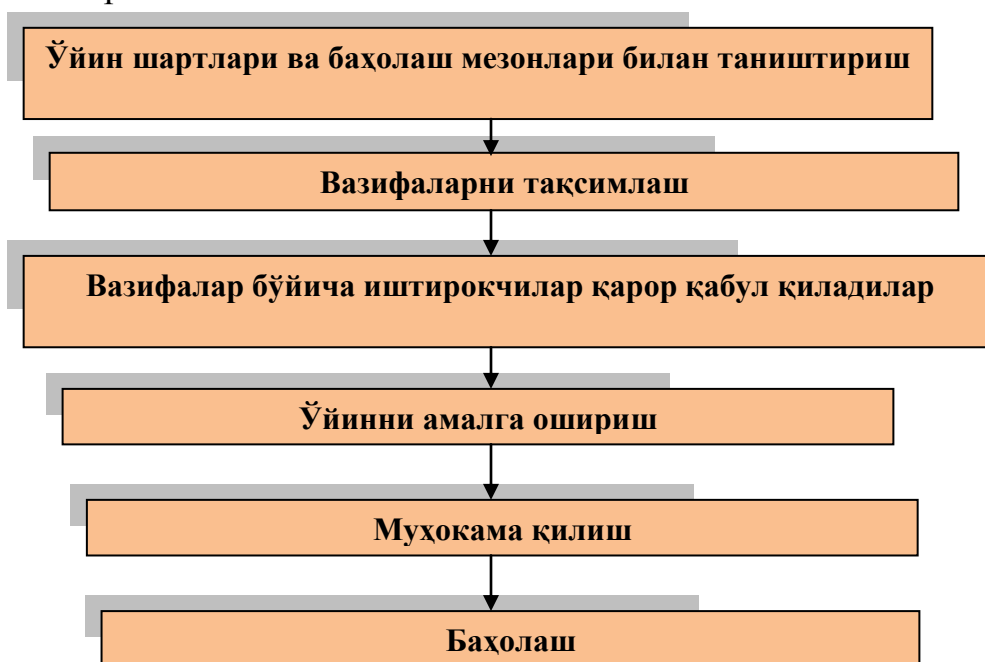 Ўйин шартлари ва баҳолаш мезонлари билан таништириш
Вазифаларни тақсимлаш
Вазифалар бўйича иштирокчилар қарор қабул қиладилар
Ўйинни амалга ошириш
Муҳокама қилиш
Баҳолаш